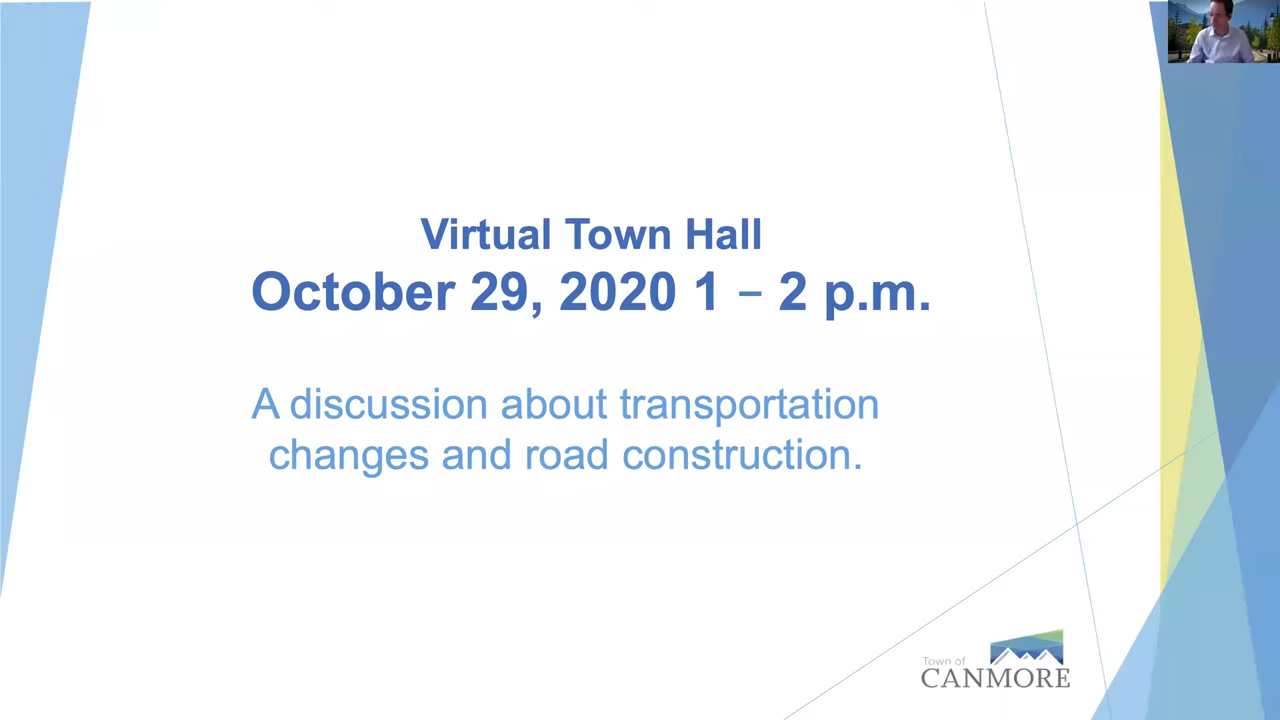 Virtual Town Hall
October 29, 2020 1 – 2 p.m.
A discussion about transportation
changes and road construction.
Town of
CANMORE